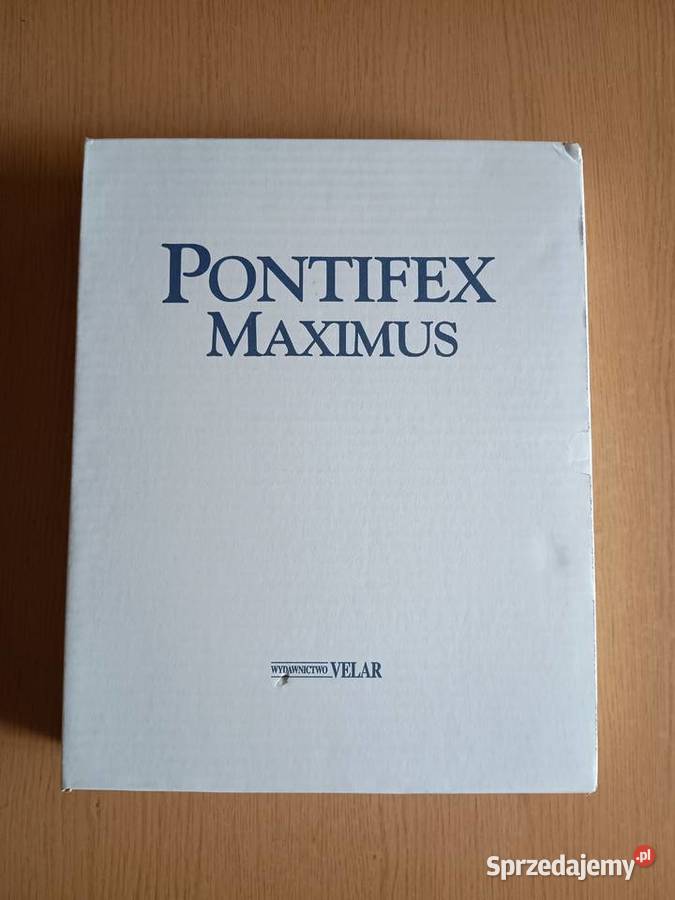 PONTIFEX
MAXIMUS
WYDAWNICTWO VELAR
Sprzedajemy.pl